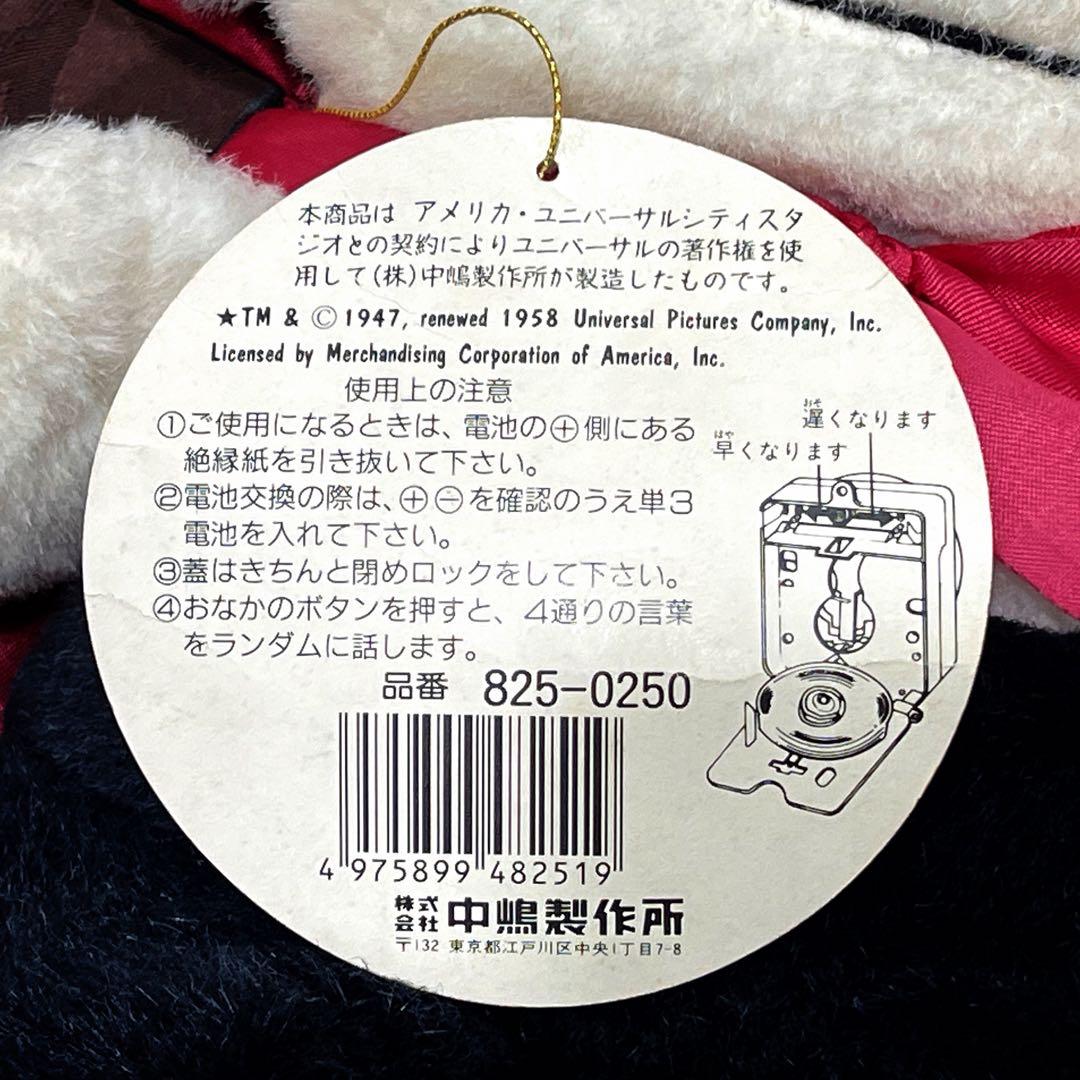 本商品は アメリカ・ユニバーサルシティスタ
ジオとの契約によりユニバーサルの著作権を使
用して(株)中嶋製作所が製造したものです。
★TM & © 1947, renewed 1958 Universal Pictures Company, Inc.
Licensed by Merchandising Corporation of America, Inc.
使用上の注意
①ご使用になるときは、電池の⊕側にある
絶縁紙を引き抜いて下さい。
②電池交換の際は、⊕⊖を確認のうえ単3
電池を入れて下さい。
③蓋はきちんと閉めロックをして下さい。
④おなかのボタンを押すと、4通りの言葉
をランダムに話します。
おそ
遅くなります
はや
早くなります
品番 825-0250
4 975899 482519
株式会社 中嶋製作所
〒132 東京都江戸川区中央1丁目7-8